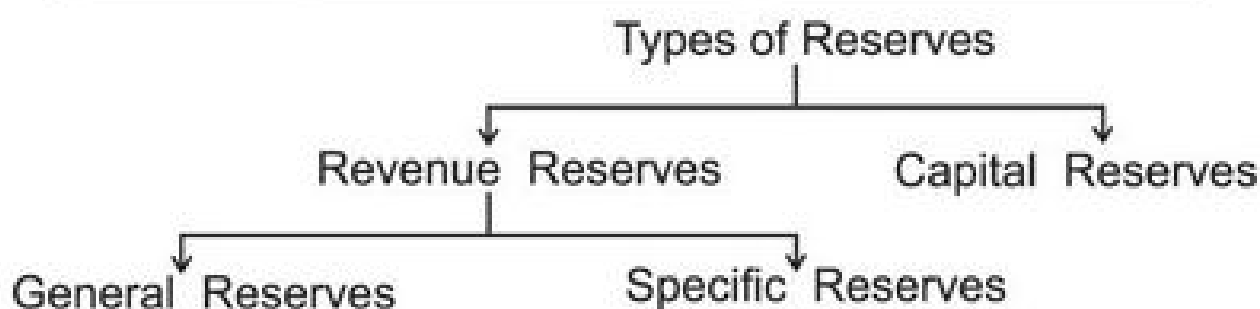 Types of Reserves
Revenue Reserves
Capital Reserves
General Reserves
Specific Reserves